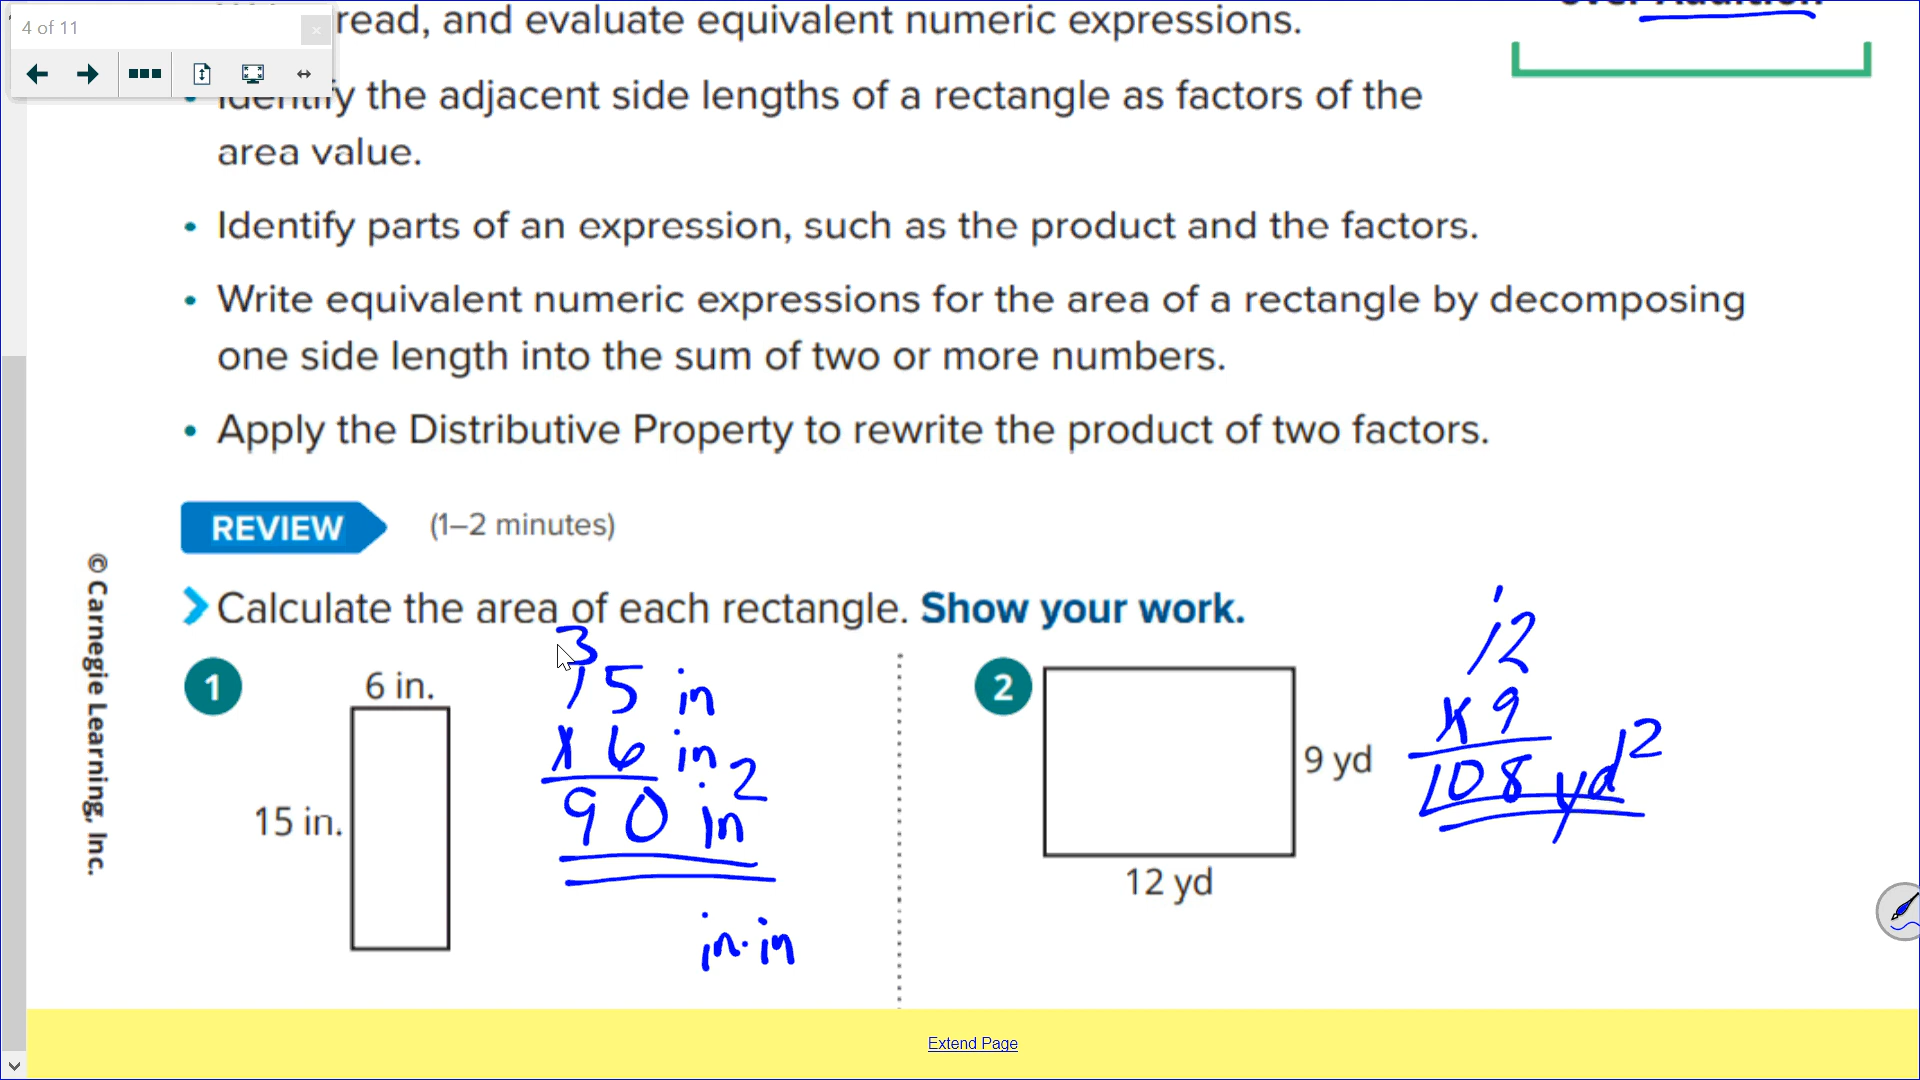 4 of 11
read, and evaluate equivalent numeric expressions.
Identify the adjacent side lengths of a rectangle as factors of the
area value.
• Identify parts of an expression, such as the product and the factors.
• Write equivalent numeric expressions for the area of a rectangle by decomposing
one side length into the sum of two or more numbers.
• Apply the Distributive Property to rewrite the product of two factors.
REVIEW (1–2 minutes)
Calculate the area of each rectangle. Show your work.
1
6 in.
15 in.
3
15 in
x 6 in
90 in²
in·in
2
9 yd
12 yd
1
12
x 9
108 yd²
© Carnegie Learning, Inc.
Extend Page